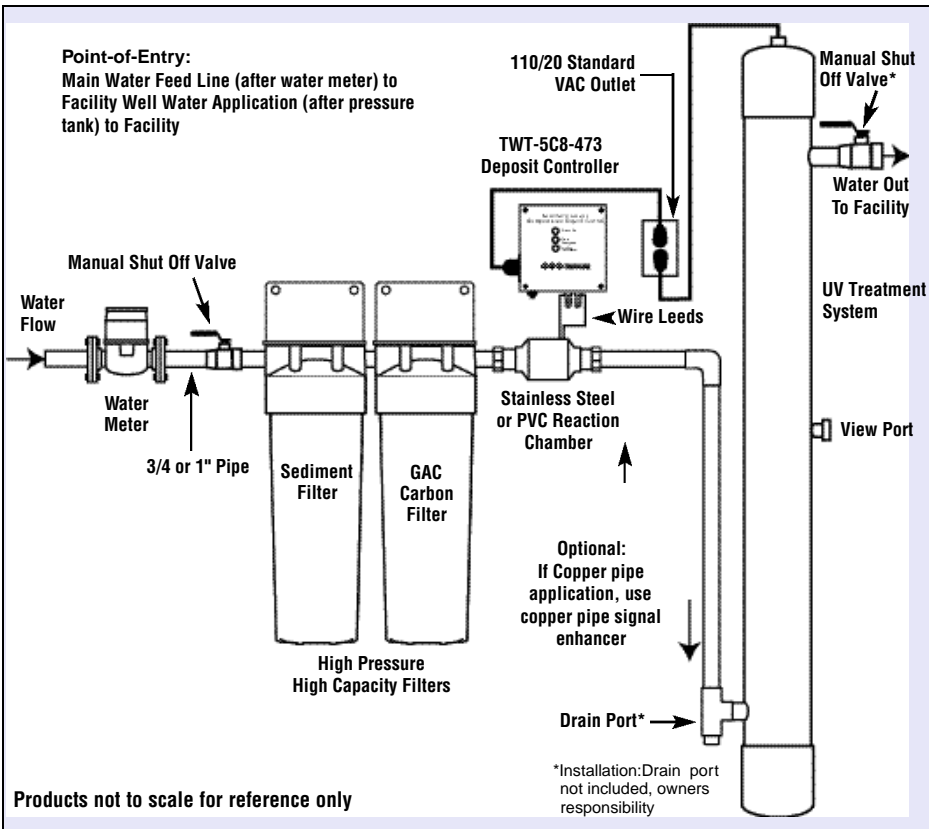 Point-of-Entry:
Main Water Feed Line (after water meter) to
Facility Well Water Application (after pressure
tank) to Facility
110/20 Standard
VAC Outlet
Manual Shut
Off Valve*
TWT-5C8-473
Deposit Controller
Water Out
To Facility
Manual Shut Off Valve
Water
Flow
Wire Leeds
UV Treatment
System
Water
Meter
Stainless Steel
or PVC Reaction
Chamber
View Port
3/4 or 1" Pipe
Sediment
Filter
GAC
Carbon
Filter
Optional:
If Copper pipe
application, use
copper pipe signal
enhancer
High Pressure
High Capacity Filters
Drain Port*
*Installation:Drain port
not included, owners
responsibility
Products not to scale for reference only